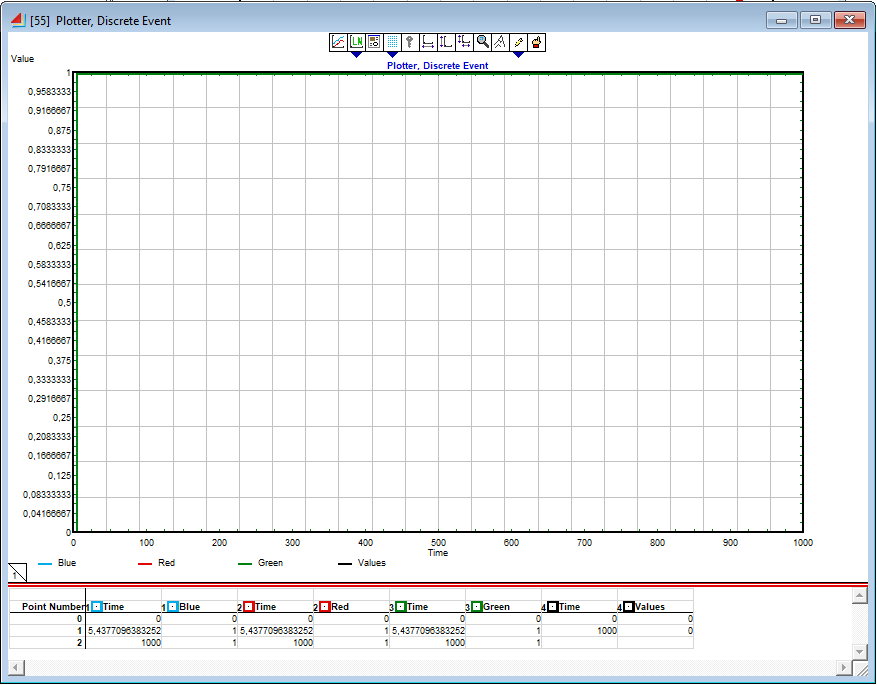 [55] Plotter, Discrete Event
LN
Value
Plotter, Discrete Event
1
0,9583333
0,9166667
0,875
0,8333333
0,7916667
0,75
0,7083333
0,6666667
0,625
0,5833333
0,5416667
0,5
0,4583333
0,4166667
0,375
0,3333333
0,2916667
0,25
0,2083333
0,1666667
0,125
0,08333333
0,04166667
0
0 100 200 300 400 500 600 700 800 900 1000
Time
Blue Red Green Values
1
Point Number 1 Time 1 Blue 2 Time 2 Red 3 Time 3 Green 4 Time 4 Values
0 0 0 0 0 0 0 0 0
1 5,4377096383252 1 5,4377096383252 1 5,4377096383252 1 1000 0
2 1000 1 1000 1 1000 1